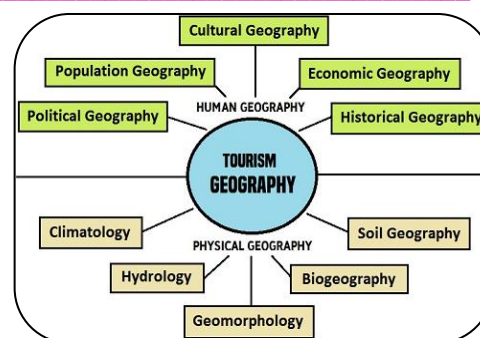 Cultural Geography
Population Geography
Economic Geography
HUMAN GEOGRAPHY
Political Geography
Historical Geography
TOURISM
GEOGRAPHY
Climatology
Soil Geography
PHYSICAL GEOGRAPHY
Hydrology
Biogeography
Geomorphology